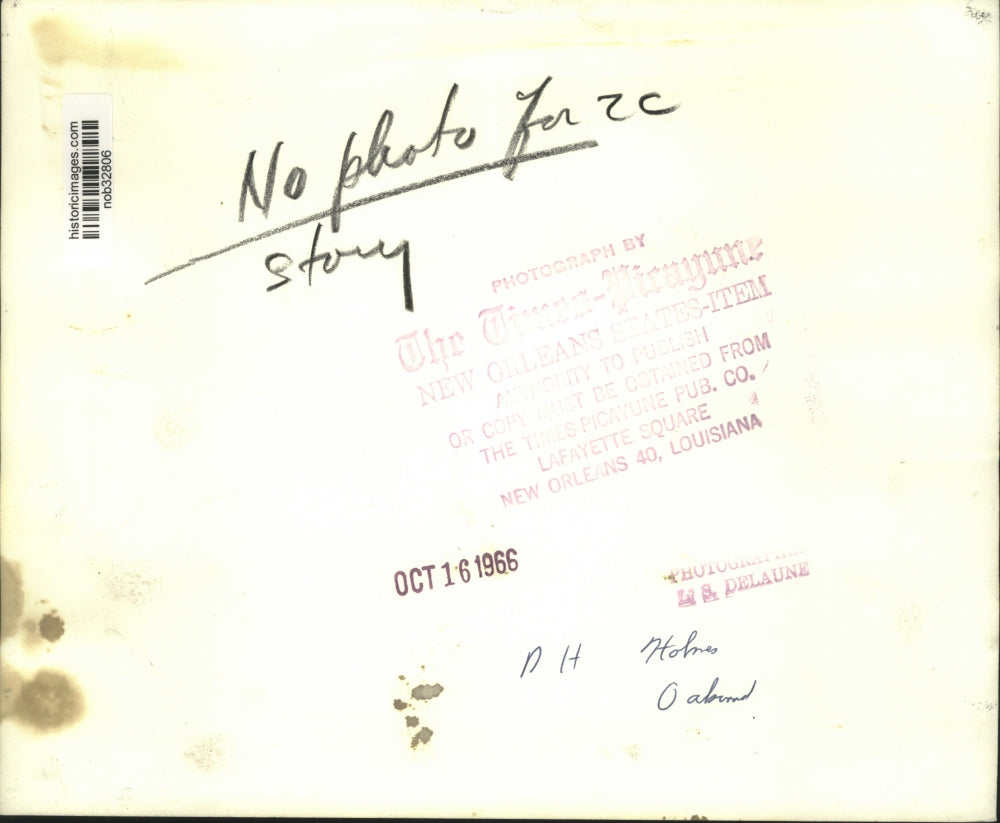 historicimages.com
nob32806
No photo for 2C
story
PHOTOGRAPH BY
The Times-Picayune
NEW ORLEANS STATES-ITEM
AUTHORITY TO PUBLISH
OR COPY MUST BE OBTAINED FROM
THE TIMES PICAYUNE PUB. CO.
LAFAYETTE SQUARE
NEW ORLEANS 40, LOUISIANA
OCT 16 1966
PHOTOGRAPHER
L. S. DELAUNE
D H Holmes
Oakwood